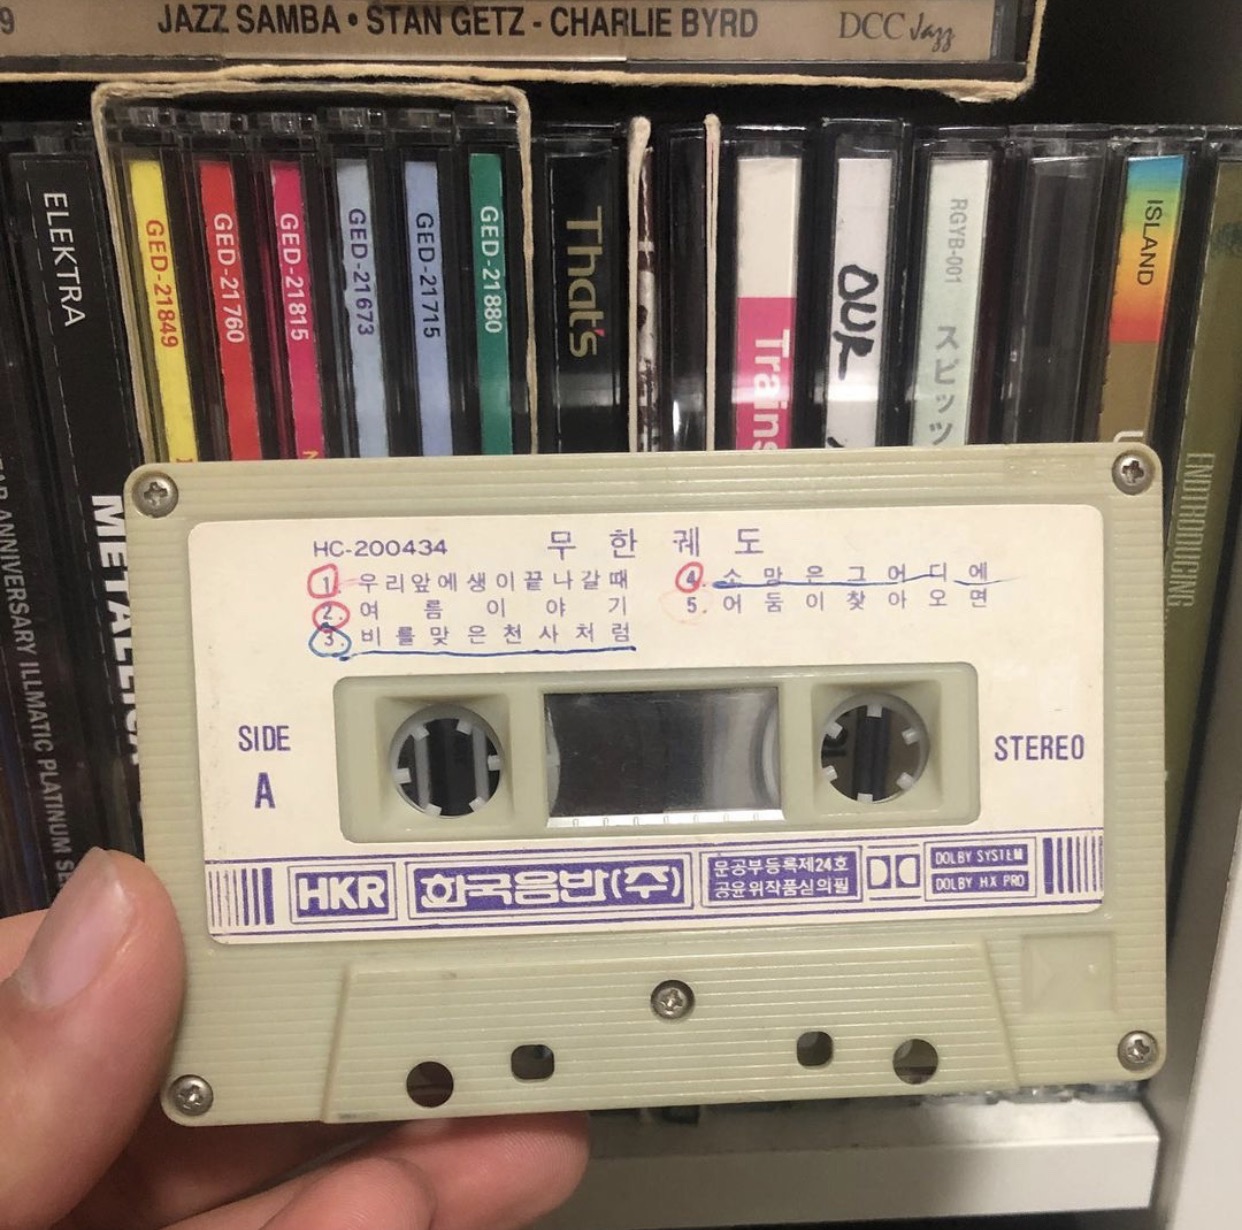 9 JAZZ SAMBA • STAN GETZ - CHARLIE BYRD DCC Jazz
ELEKTRA
METALLICA
ANNIVERSARY ILLMATIC PLATINUM
GED-21849
GED-21760
GED-21815
GED-21673
GED-21715
GED-21880
That's
Trains
OUR
RGYB-001 スピッツ
ISLAND
ENDTRODUCING
HC-200434 무한궤도
1. 우리앞에생이끝나갈때
2. 여름이야기
3. 비를맞은천사처럼
4. 소망은그어디에
5. 어둠이찾아오면
SIDE
A
STEREO
HKR 한국음반(주)
문공부등록제24호
공윤위작품심의필
DOLBY SYSTEM
DOLBY HX PRO